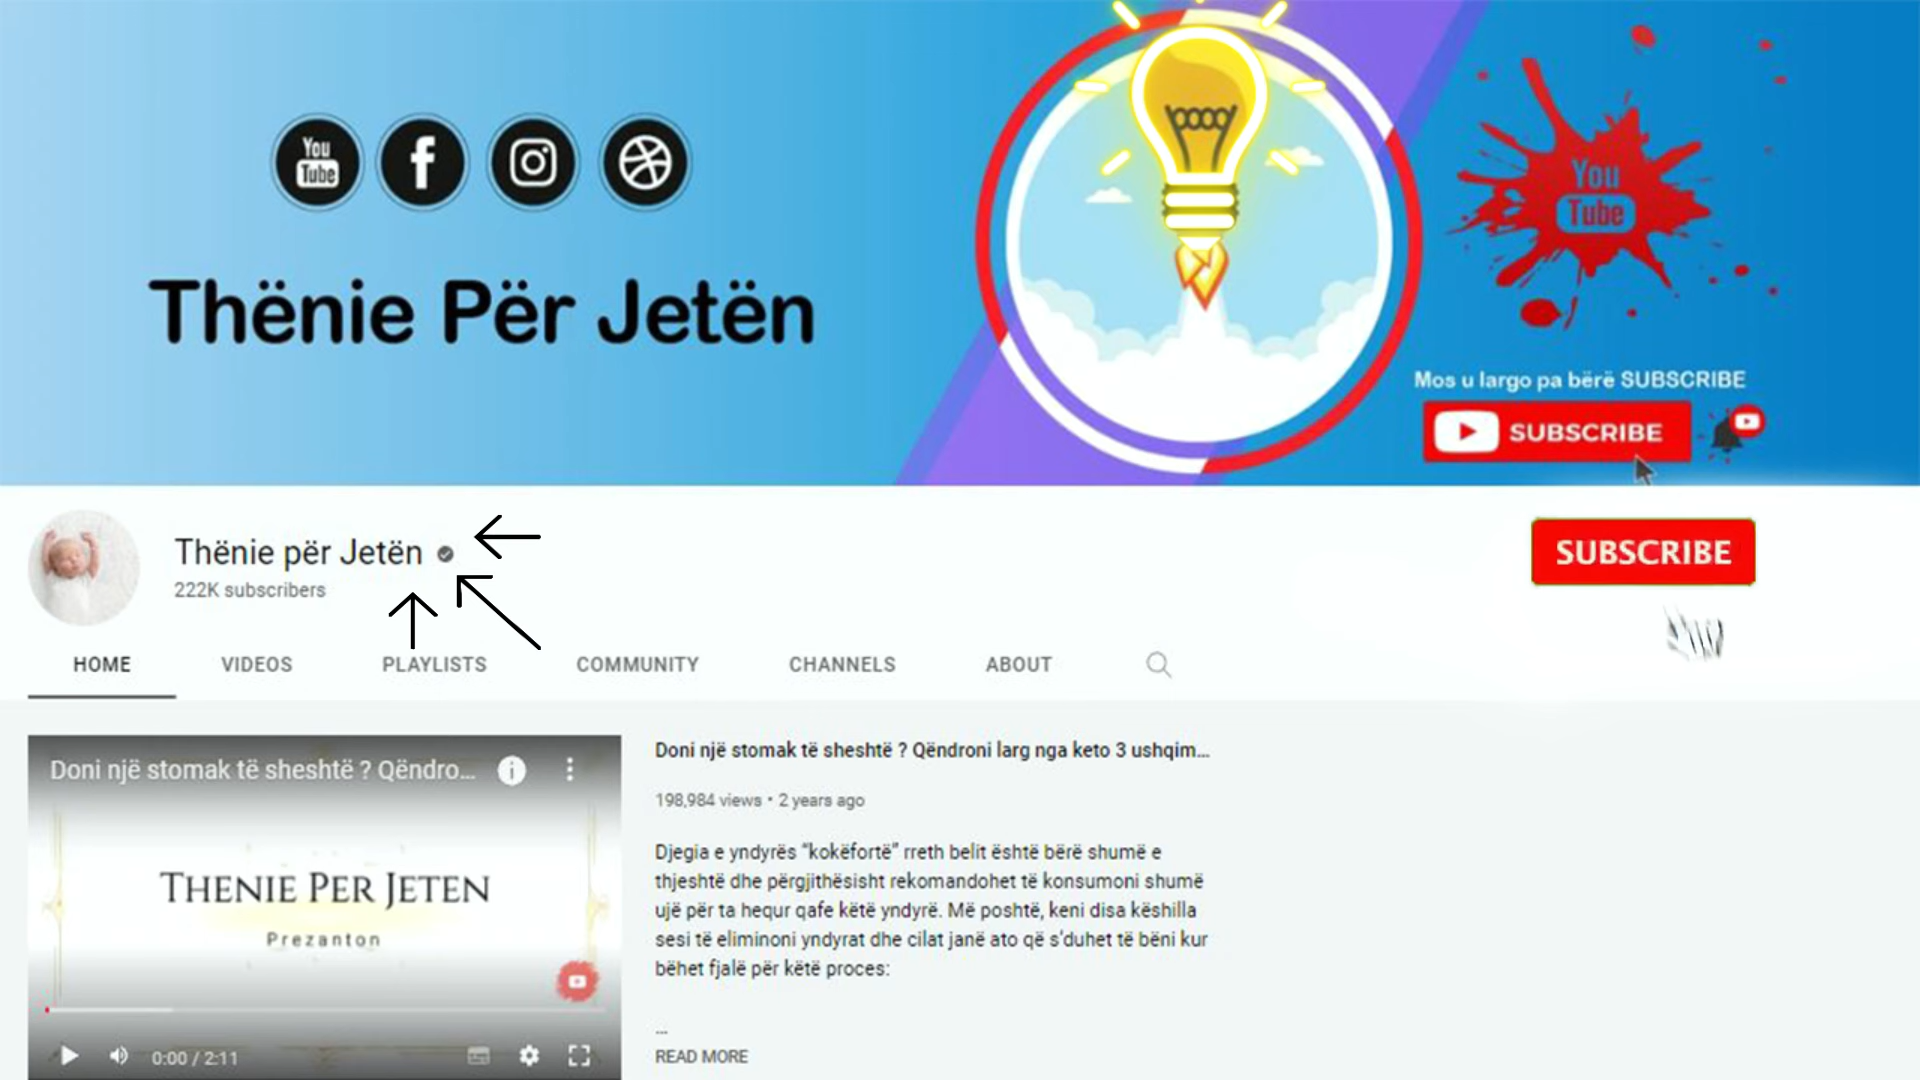 You
Tube
Thënie Për Jetën
You
Tube
Mos u largo pa bërë SUBSCRIBE
SUBSCRIBE
Thënie për Jetën
222K subscribers
SUBSCRIBE
HOME VIDEOS PLAYLISTS COMMUNITY CHANNELS ABOUT
Doni një stomak të sheshtë ? Qëndro...
THENIE PER JETEN
Prezanton
0:00 / 2:11
Doni një stomak të sheshtë ? Qëndroni larg nga keto 3 ushqim...
198,984 views • 2 years ago
Djegia e yndyrës “kokëfortë” rreth belit është bërë shumë e
thjeshtë dhe përgjithësisht rekomandohet të konsumoni shumë
ujë për ta hequr qafe këtë yndyrë. Më poshtë, keni disa këshilla
sesi të eliminoni yndyrat dhe cilat janë ato që s'duhet të bëni kur
bëhet fjalë për këtë proces:
...
READ MORE